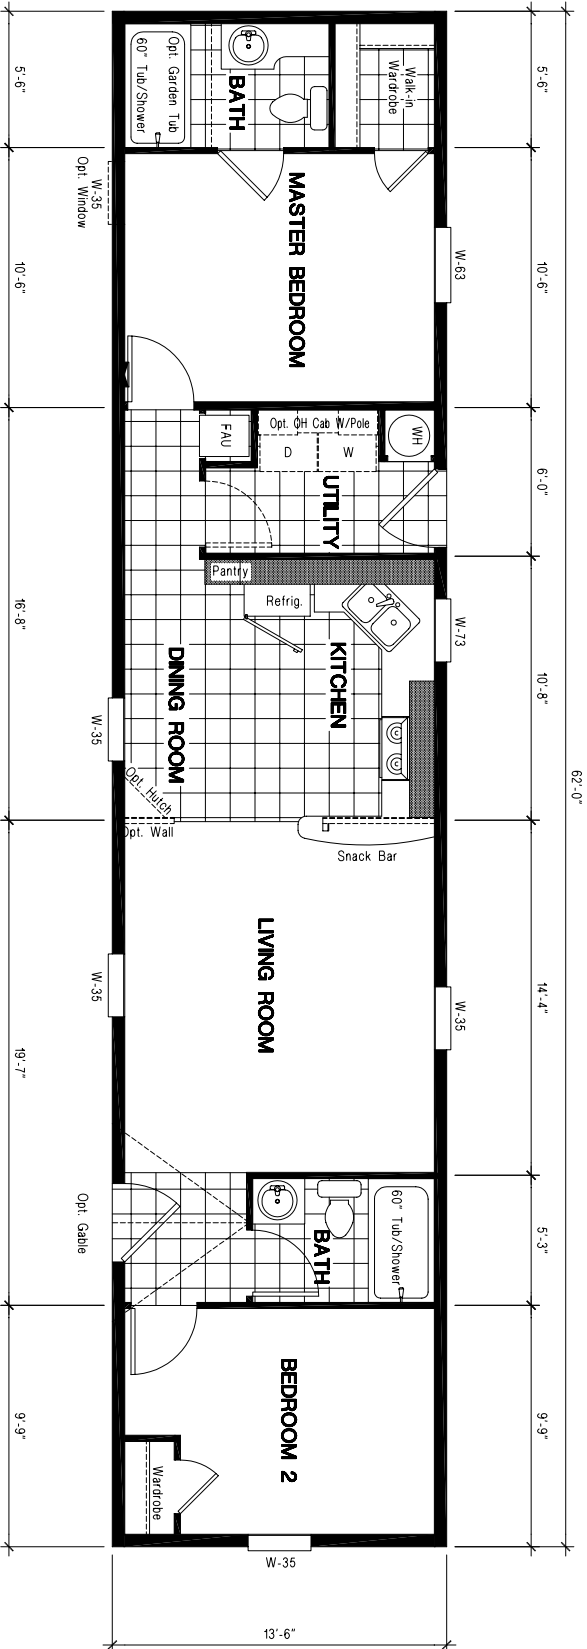 5'-6"
60" Tub/Shower
Opt. Garden Tub
BATH
Walk-in
Wardrobe
5'-6"
W-35
Opt. Window
MASTER BEDROOM
W-63
10'-6"
10'-6"
FAU
Opt. OH Cab W/Pole
D
W
WH
UTILITY
6'-0"
16'-8"
Pantry
Refrig.
KITCHEN
DINING ROOM
W-73
W-35
10'-8"
62'-0"
Opt. Hutch
Opt. Wall
Snack Bar
LIVING ROOM
W-35
W-35
14'-4"
19'-7"
Opt. Gable
BATH
60" Tub/Shower
5'-3"
BEDROOM 2
Wardrobe
9'-9"
9'-9"
W-35
13'-6"